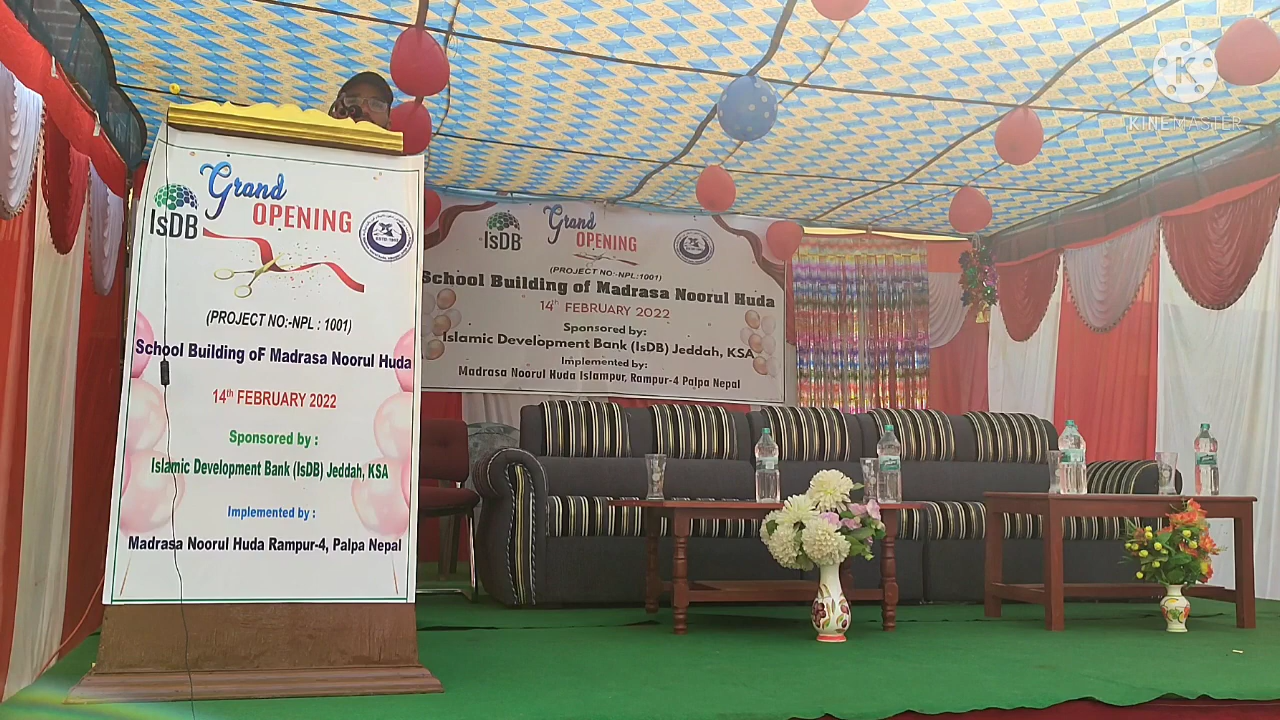 Grand
OPENING
IsDB
ESTD: 1983
(PROJECT NO:-NPL : 1001)
School Building oF Madrasa Noorul Huda
14th FEBRUARY 2022
Sponsored by :
Islamic Development Bank (IsDB) Jeddah, KSA
Implemented by :
Madrasa Noorul Huda Rampur-4, Palpa Nepal
IsDB
Grand
OPENING
(PROJECT NO:-NPL:1001)
School Building of Madrasa Noorul Huda
14th FEBRUARY 2022
Sponsored by:
Islamic Development Bank (IsDB) Jeddah, KSA
Implemented by:
Madrasa Noorul Huda Islampur, Rampur-4 Palpa Nepal
K
KINEMASTER